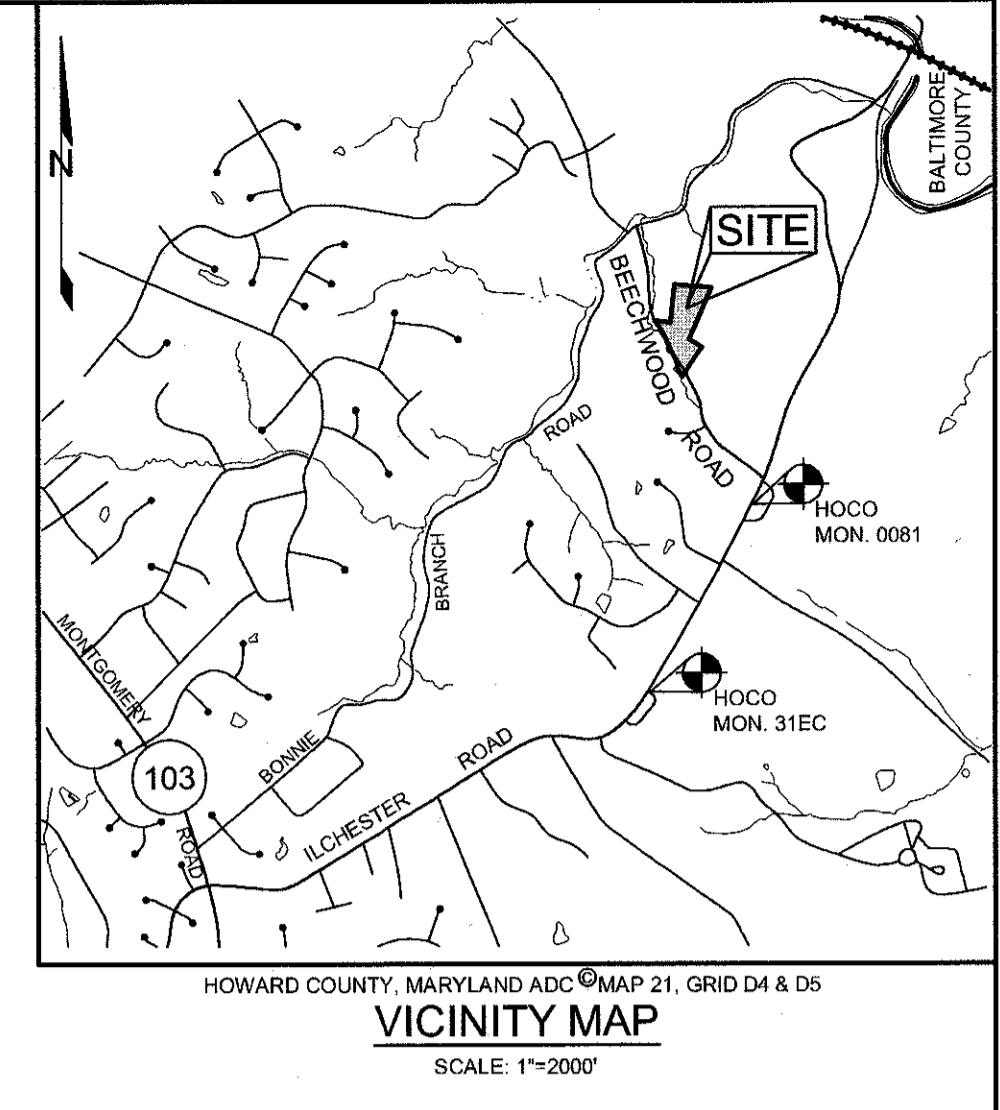 BALTIMORE
COUNTY
N
SITE
BEECHWOOD
ROAD
ROAD
HOCO
MON. 0081
BRANCH
MONTGOMERY
HOCO
MON. 31EC
BONNIE
ROAD
103
ILCHESTER
ROAD
HOWARD COUNTY, MARYLAND ADC ©MAP 21, GRID D4 & D5
VICINITY MAP
SCALE: 1"=2000'